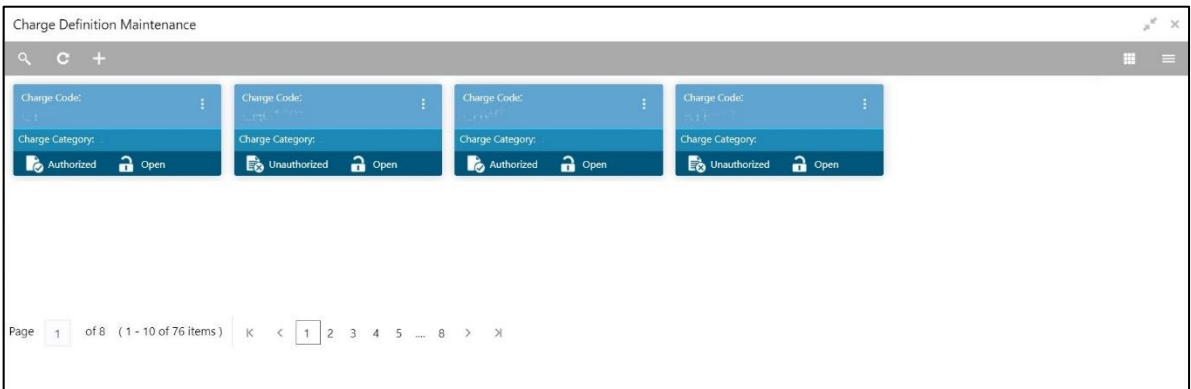 Charge Definition Maintenance
Charge Code: Charge Code: Charge Code: Charge Code:
Charge Category: Charge Category: Charge Category: Charge Category:
Authorized Open Unauthorized Open Authorized Open Unauthorized Open
Page 1 of 8 ( 1 - 10 of 76 items ) 1 2 3 4 5 .... 8